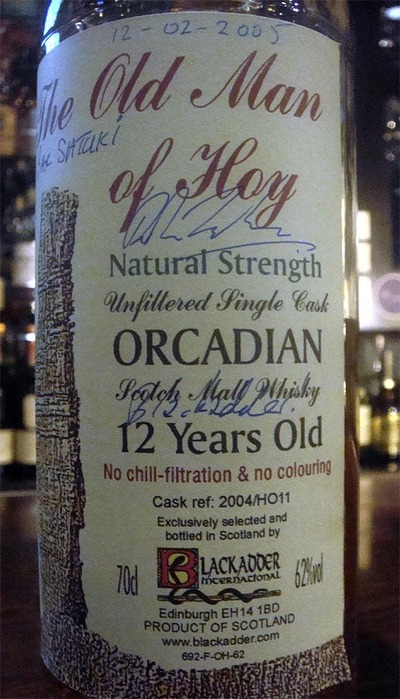 12-02-2005
The Old Man
SATUKI
of Hoy
Natural Strength
Unfiltered Single Cask
ORCADIAN
Scotch Malt Whisky
Blackadder.
12 Years Old
No chill-filtration & no colouring
Cask ref: 2004/HO11
Exclusively selected and
bottled in Scotland by
70cl
BLACKADDER
International
62%vol
Edinburgh EH14 1BD
PRODUCT OF SCOTLAND
www.blackadder.com
692-F-OH-62